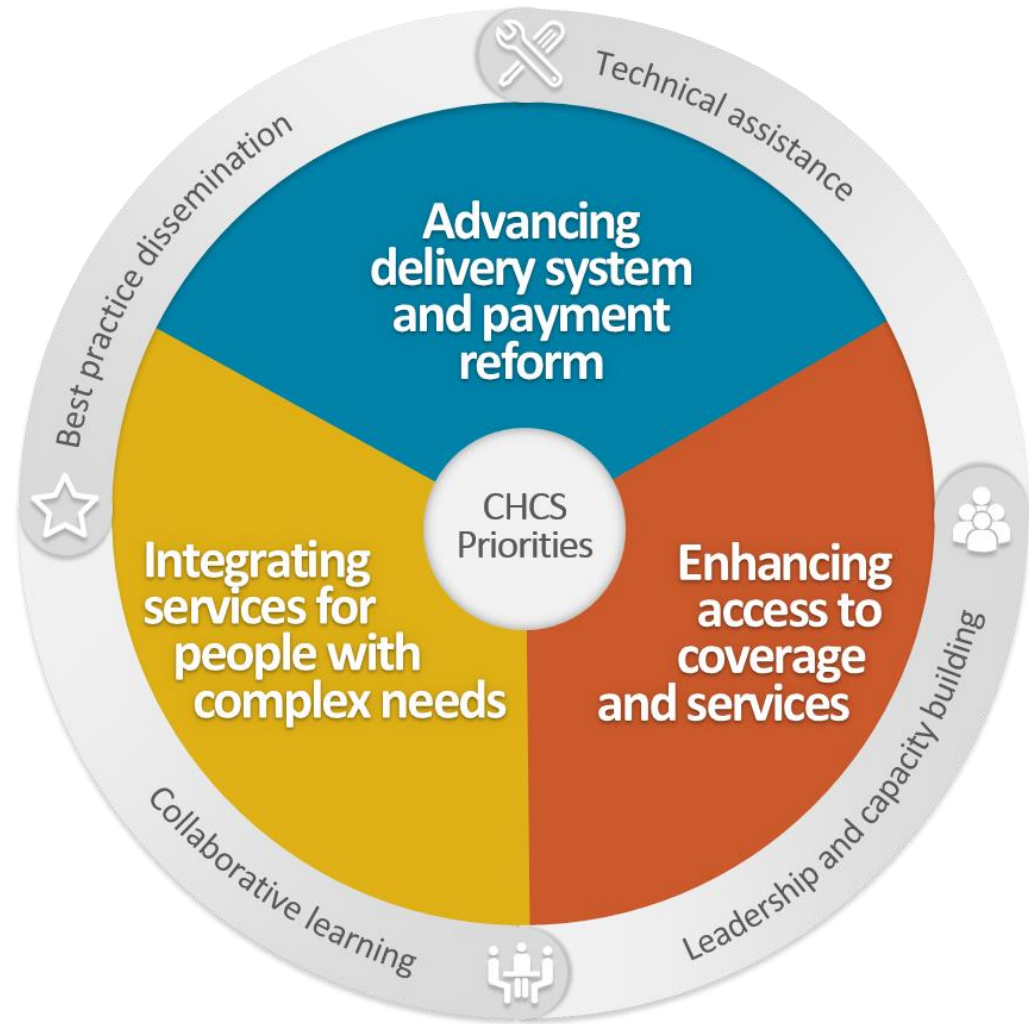 Technical assistance
Best practice dissemination
Advancing
delivery system
and payment
reform
CHCS
Priorities
Integrating
services for
people with
complex needs
Enhancing
access to
coverage
and services
Leadership and capacity building
Collaborative learning